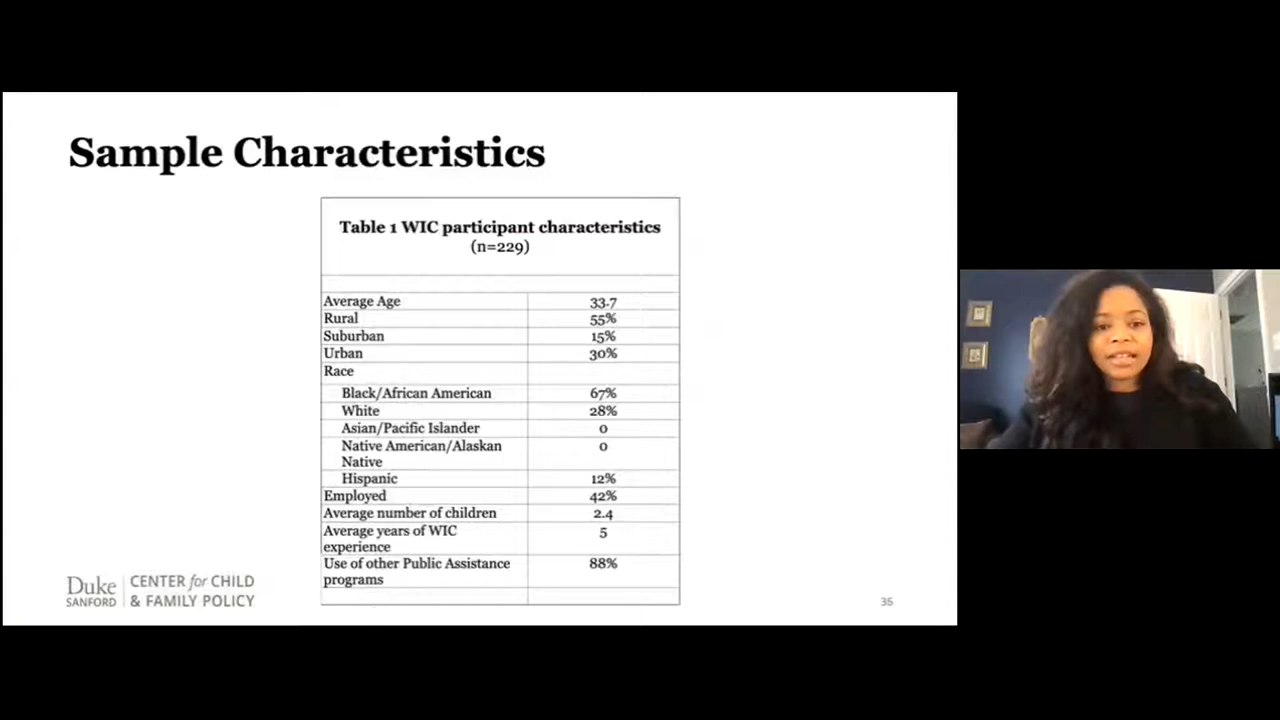 Sample Characteristics
Table 1 WIC participant characteristics
(n=229)
Average Age 33.7
Rural 55%
Suburban 15%
Urban 30%
Race
Black/African American 67%
White 28%
Asian/Pacific Islander 0
Native American/Alaskan 0
Native
Hispanic 12%
Employed 42%
Average number of children 2.4
Average years of WIC 5
experience
Use of other Public Assistance 88%
programs
Duke CENTER for CHILD
SANFORD & FAMILY POLICY
35